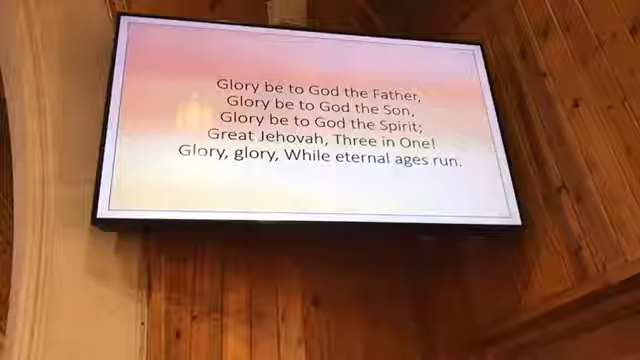 Glory be to God the Father,
Glory be to God the Son,
Glory be to God the Spirit;
Great Jehovah, Three in One!
Glory, glory, While eternal ages run.